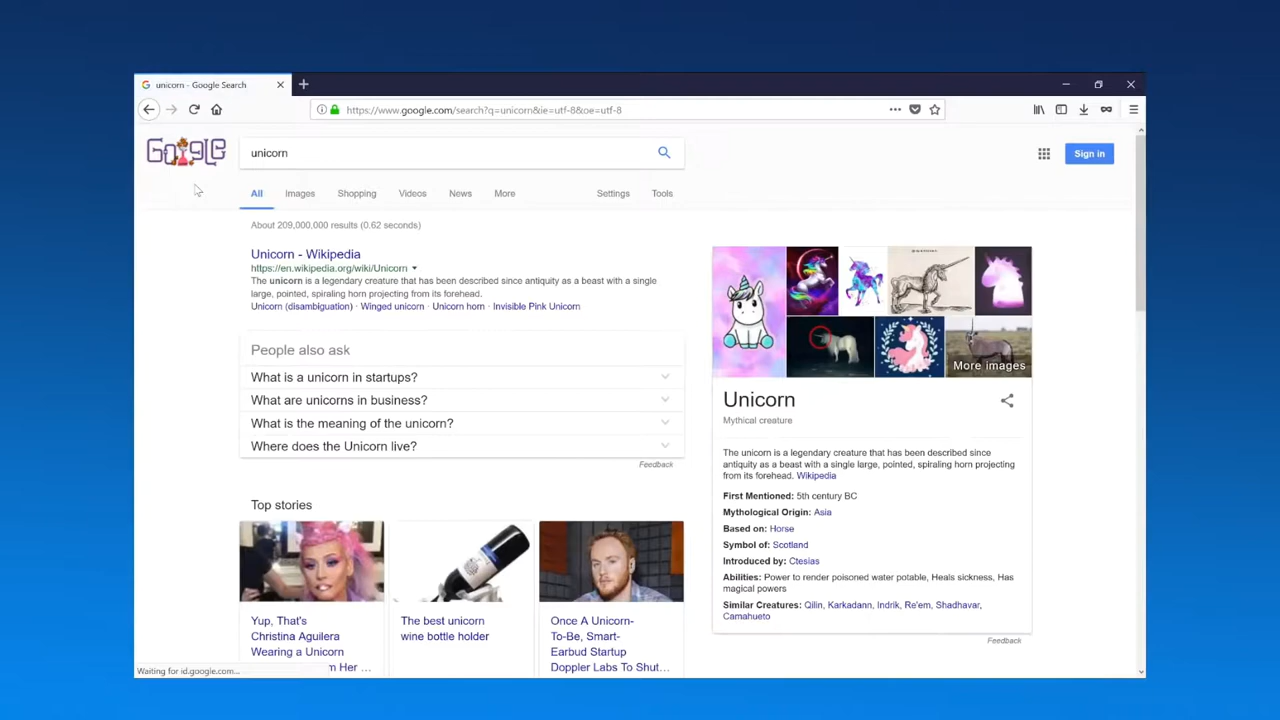 unicorn - Google Search
https://www.google.com/search?q=unicorn&ie=utf-8&oe=utf-8
Google
unicorn
Sign in
All Images Shopping Videos News More Settings Tools
About 209,000,000 results (0.62 seconds)
Unicorn - Wikipedia
https://en.wikipedia.org/wiki/Unicorn
The unicorn is a legendary creature that has been described since antiquity as a beast with a single
large, pointed, spiraling horn projecting from its forehead.
Unicorn (disambiguation) · Winged unicorn · Unicorn horn · Invisible Pink Unicorn
People also ask
What is a unicorn in startups?
What are unicorns in business?
What is the meaning of the unicorn?
Where does the Unicorn live?
Feedback
Top stories
Yup, That's
Christina Aguilera
Wearing a Unicorn
m Her ...
The best unicorn
wine bottle holder
Once A Unicorn-
To-Be, Smart-
Earbud Startup
Doppler Labs To Shut...
More images
Unicorn
Mythical creature
The unicorn is a legendary creature that has been described since
antiquity as a beast with a single large, pointed, spiraling horn projecting
from its forehead. Wikipedia
First Mentioned: 5th century BC
Mythological Origin: Asia
Based on: Horse
Symbol of: Scotland
Introduced by: Ctesias
Abilities: Power to render poisoned water potable, Heals sickness, Has
magical powers
Similar Creatures: Qilin, Karkadann, Indrik, Re'em, Shadhavar,
Camahueto
Feedback
Waiting for id.google.com...